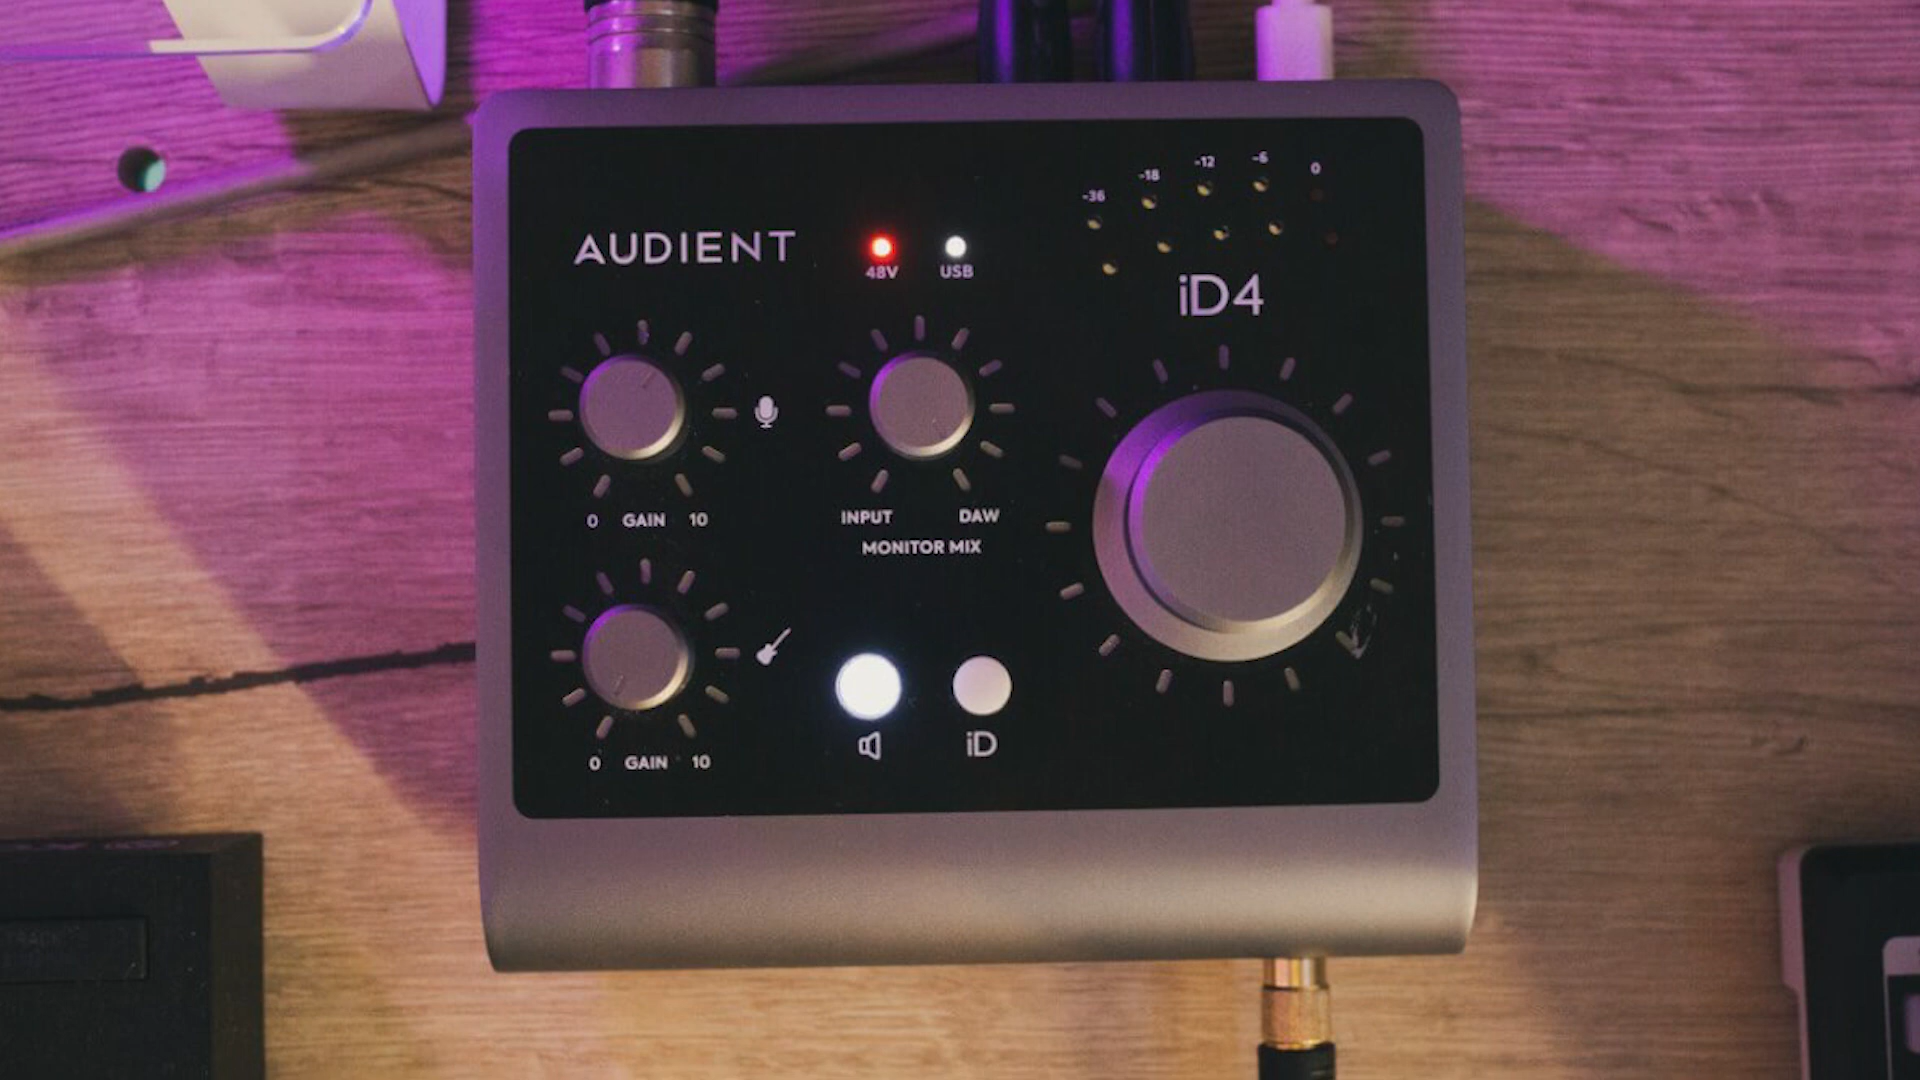 AUDIENT
48V USB
-36 -18 -12 -6 0
iD4
0 GAIN 10
INPUT DAW
MONITOR MIX
0 GAIN 10
iD
TRACK